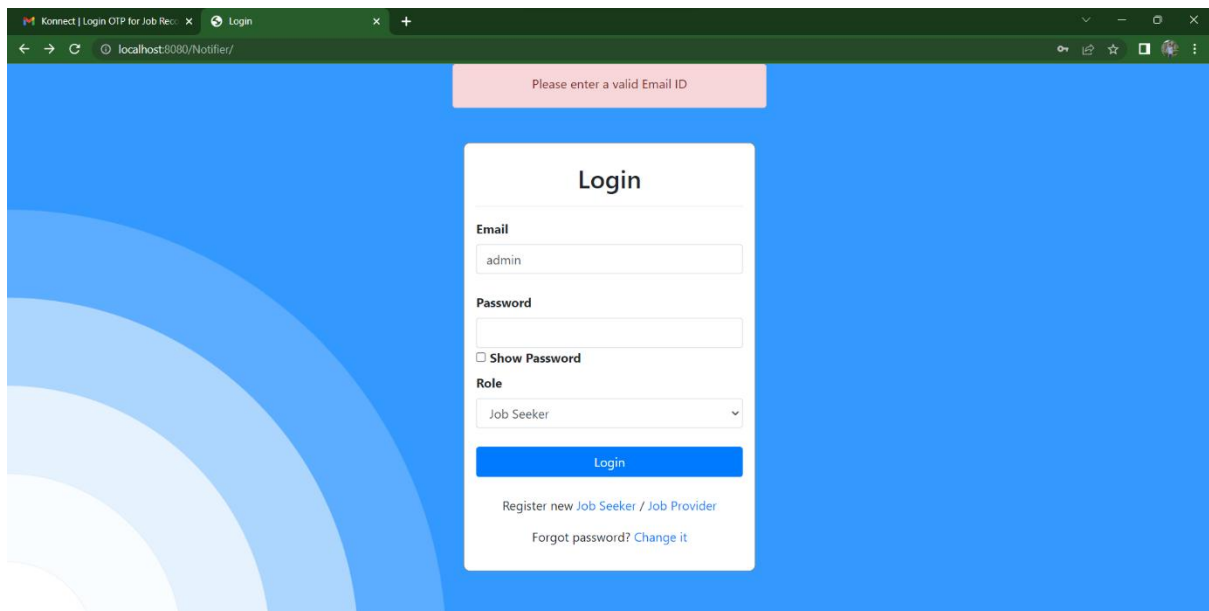 Konnect | Login OTP for Job Reco
Login
localhost:8080/Notifier/
Please enter a valid Email ID
Login
Email
admin
Password
Show Password
Role
Job Seeker
Login
Register new Job Seeker / Job Provider
Forgot password? Change it